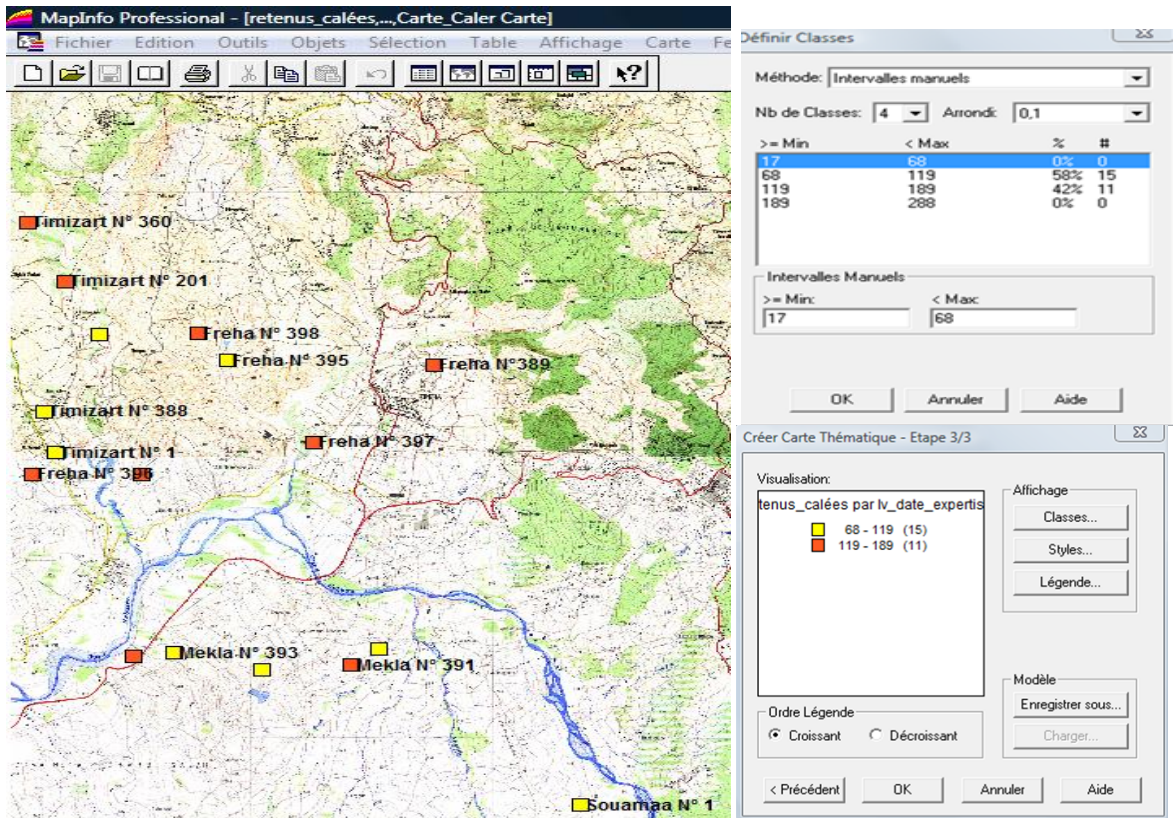 MapInfo Professional - [retenus_calées,...,Carte_Caler Carte]
Fichier Edition Outils Objets Sélection Table Affichage Carte Fe
Timizart N° 360
Timizart N° 201
Freha N° 398
Freha N° 395
Freha N°389
Timizart N° 388
Freha N° 397
Timizart N° 1
Freha N° 396
Mekla N° 393
Mekla N° 391
Souamaa N° 1
Définir Classes
Méthode: Intervalles manuels
Nb de Classes: 4 Arrondi: 0,1
>= Min < Max % #
17 68 0% 0
68 119 58% 15
119 189 42% 11
189 288 0% 0
Intervalles Manuels
>= Min: < Max:
17 68
OK Annuler Aide
Créer Carte Thématique - Etape 3/3
Visualisation:
tenus_calées par lv_date_expertis
68 - 119 (15)
119 - 189 (11)
Affichage
Classes...
Styles...
Légende...
Ordre Légende
Croissant Décroissant
Modèle
Enregistrer sous...
Charger...
< Précédent OK Annuler Aide